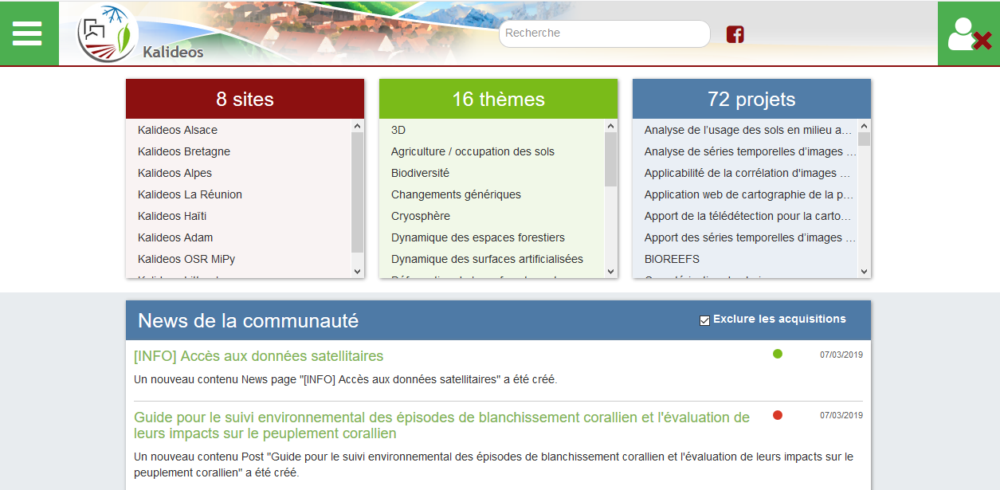 Kalideos
Recherche
8 sites
Kalideos Alsace
Kalideos Bretagne
Kalideos Alpes
Kalideos La Réunion
Kalideos Haïti
Kalideos Adam
Kalideos OSR MiPy
16 thèmes
3D
Agriculture / occupation des sols
Biodiversité
Changements génériques
Cryosphère
Dynamique des espaces forestiers
Dynamique des surfaces artificialisées
72 projets
Analyse de l'usage des sols en milieu a...
Analyse de séries temporelles d'images ...
Applicabilité de la corrélation d'images ...
Application web de cartographie de la p...
Apport de la télédétection pour la carto...
Apport des séries temporelles d'images ...
BIOREEFS
News de la communauté
Exclure les acquisitions
[INFO] Accès aux données satellitaires
07/03/2019
Un nouveau contenu News page "[INFO] Accès aux données satellitaires" a été créé.
Guide pour le suivi environnemental des épisodes de blanchissement corallien et l'évaluation de
leurs impacts sur le peuplement corallien
07/03/2019
Un nouveau contenu Post "Guide pour le suivi environnemental des épisodes de blanchissement corallien et l'évaluation de leurs impacts sur le
peuplement corallien" a été créé.